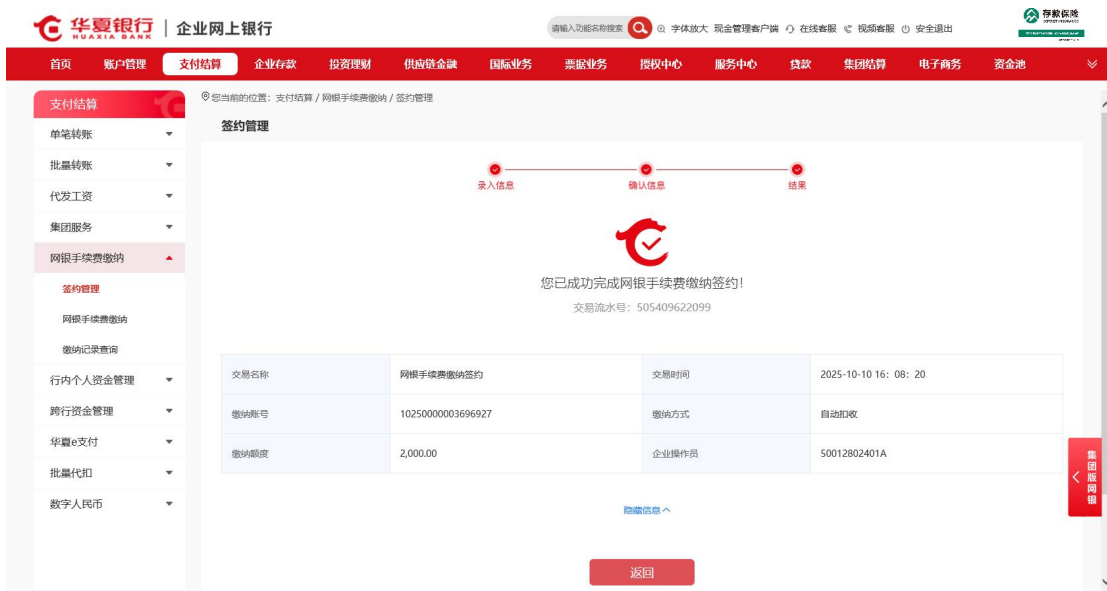 华夏银行 企业网上银行
HUAXIA BANK
请输入功能名称搜索 字体放大 现金管理客户端 在线客服 视频客服 安全退出
存款保险
首页 账户管理 支付结算 企业存款 投资理财 供应链金融 国际业务 票据业务 授权中心 服务中心 贷款 集团结算 电子商务 资金池
支付结算
单笔转账
批量转账
代发工资
集团服务
网银手续费缴纳
签约管理
网银手续费缴纳
缴纳记录查询
行内个人资金管理
跨行资金管理
华夏e支付
批量代扣
数字人民币
您当前的位置: 支付结算 / 网银手续费缴纳 / 签约管理
签约管理
录入信息 确认信息 结果
您已成功完成网银手续费缴纳签约!
交易流水号: 505409622099
交易名称 网银手续费缴纳签约 交易时间 2025-10-10 16: 08: 20
缴纳账号 10250000003696927 缴纳方式 自动扣收
缴纳额度 2,000.00 企业操作员 50012802401A
隐藏信息
返回
集团版网银